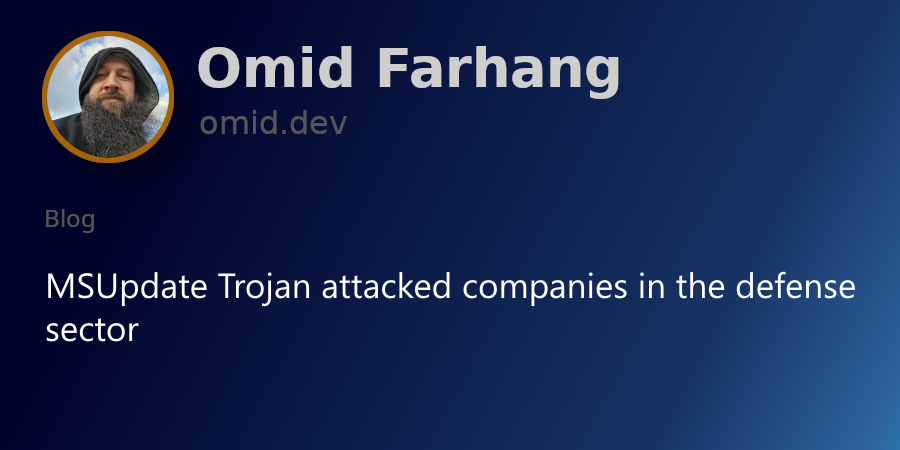 Omid Farhang
omid.dev
Blog
MSUpdate Trojan attacked companies in the defense
sector